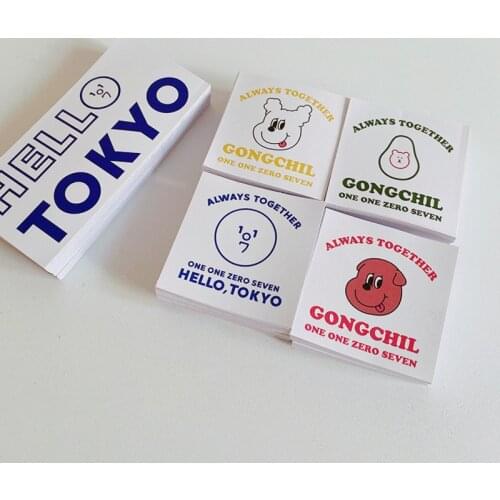 HELLO
TOKYO
ALWAYS TOGETHER
GONGCHIL
ONE ONE ZERO SEVEN
ALWAYS TOGETHER
GONGCHIL
ONE ONE ZERO SEVEN
ALWAYS TOGETHER
1107
ONE ONE ZERO SEVEN
HELLO, TOKYO
ALWAYS TOGETHER
GONGCHIL
ONE ONE ZERO SEVEN